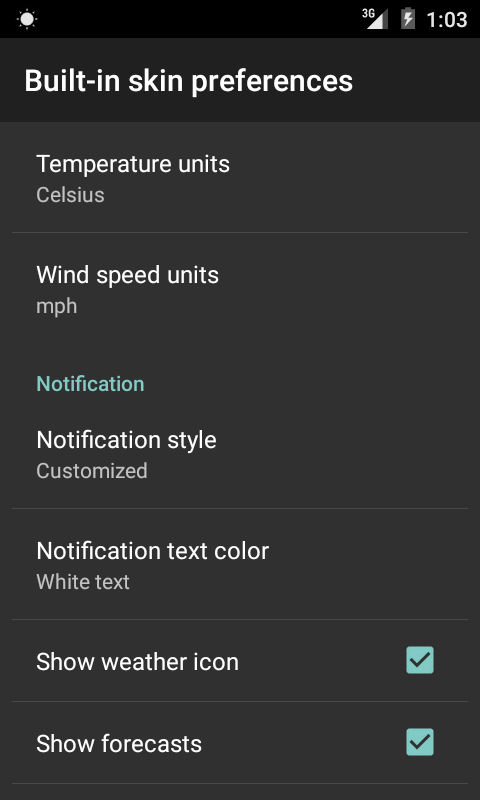 3G
1:03
Built-in skin preferences
Temperature units
Celsius
Wind speed units
mph
Notification
Notification style
Customized
Notification text color
White text
Show weather icon
Show forecasts